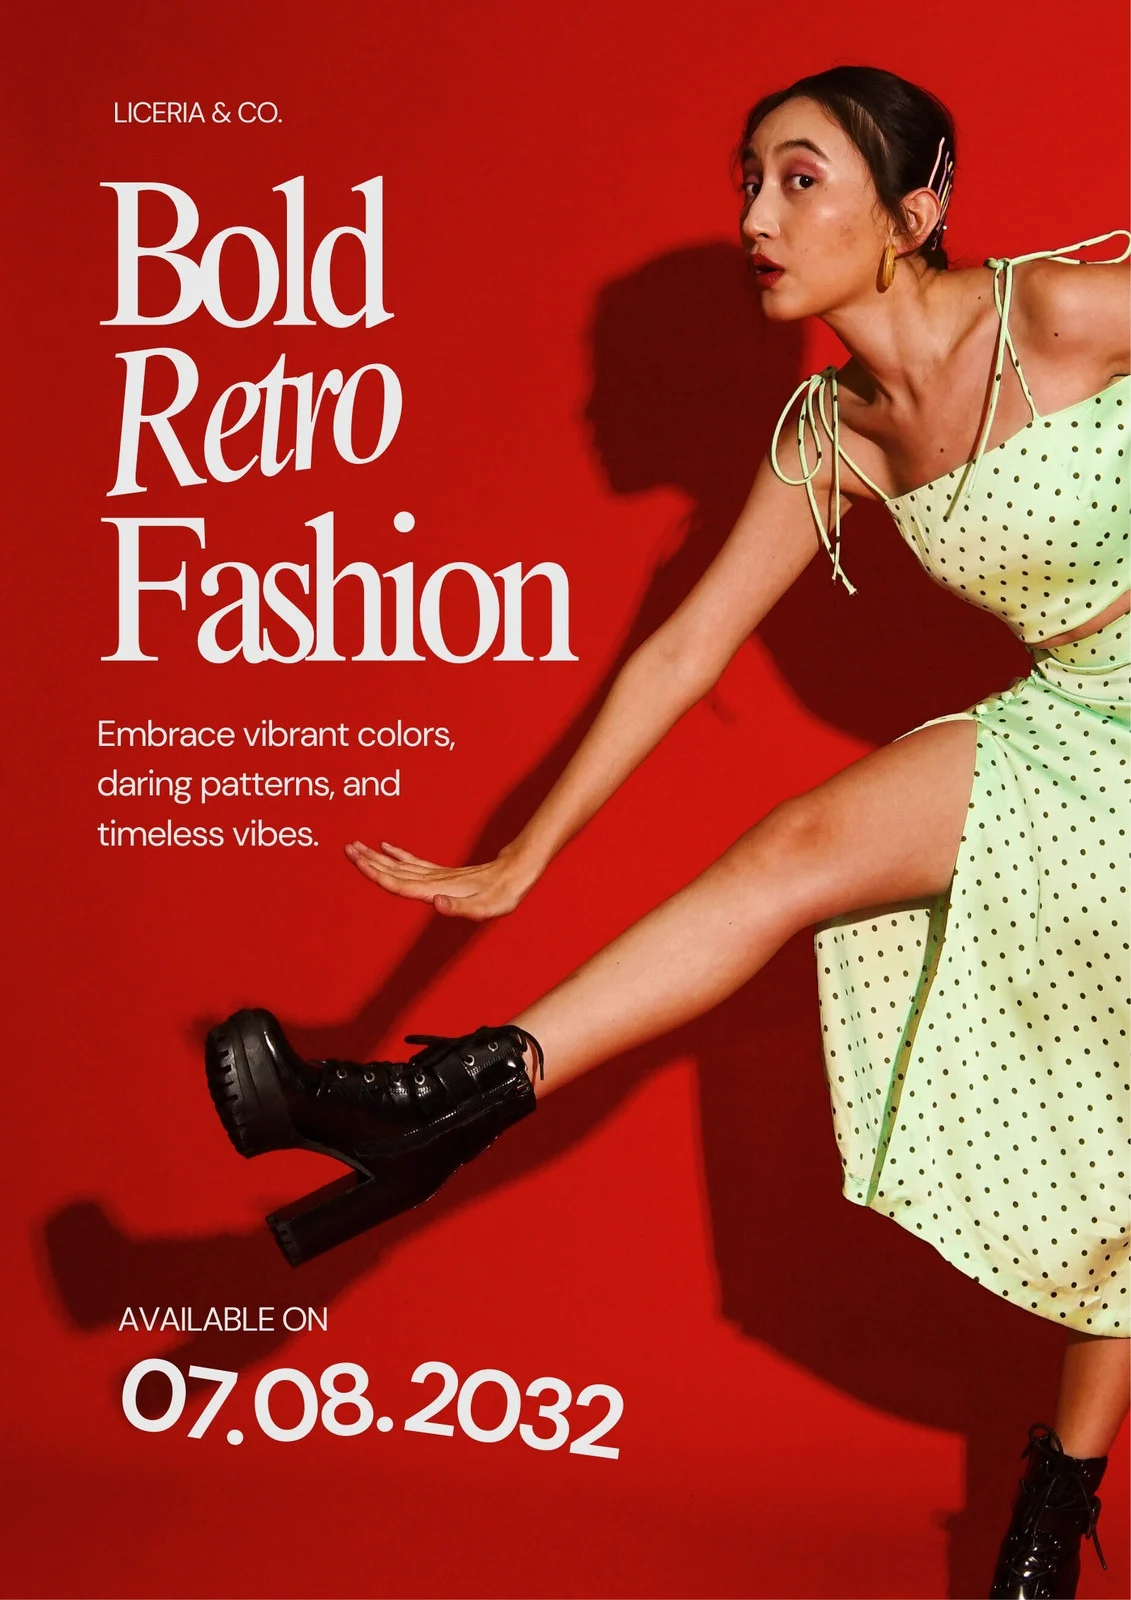 LICERIA & CO.
Bold
Retro
Fashion
Embrace vibrant colors,
daring patterns, and
timeless vibes.
AVAILABLE ON
07.08.2032